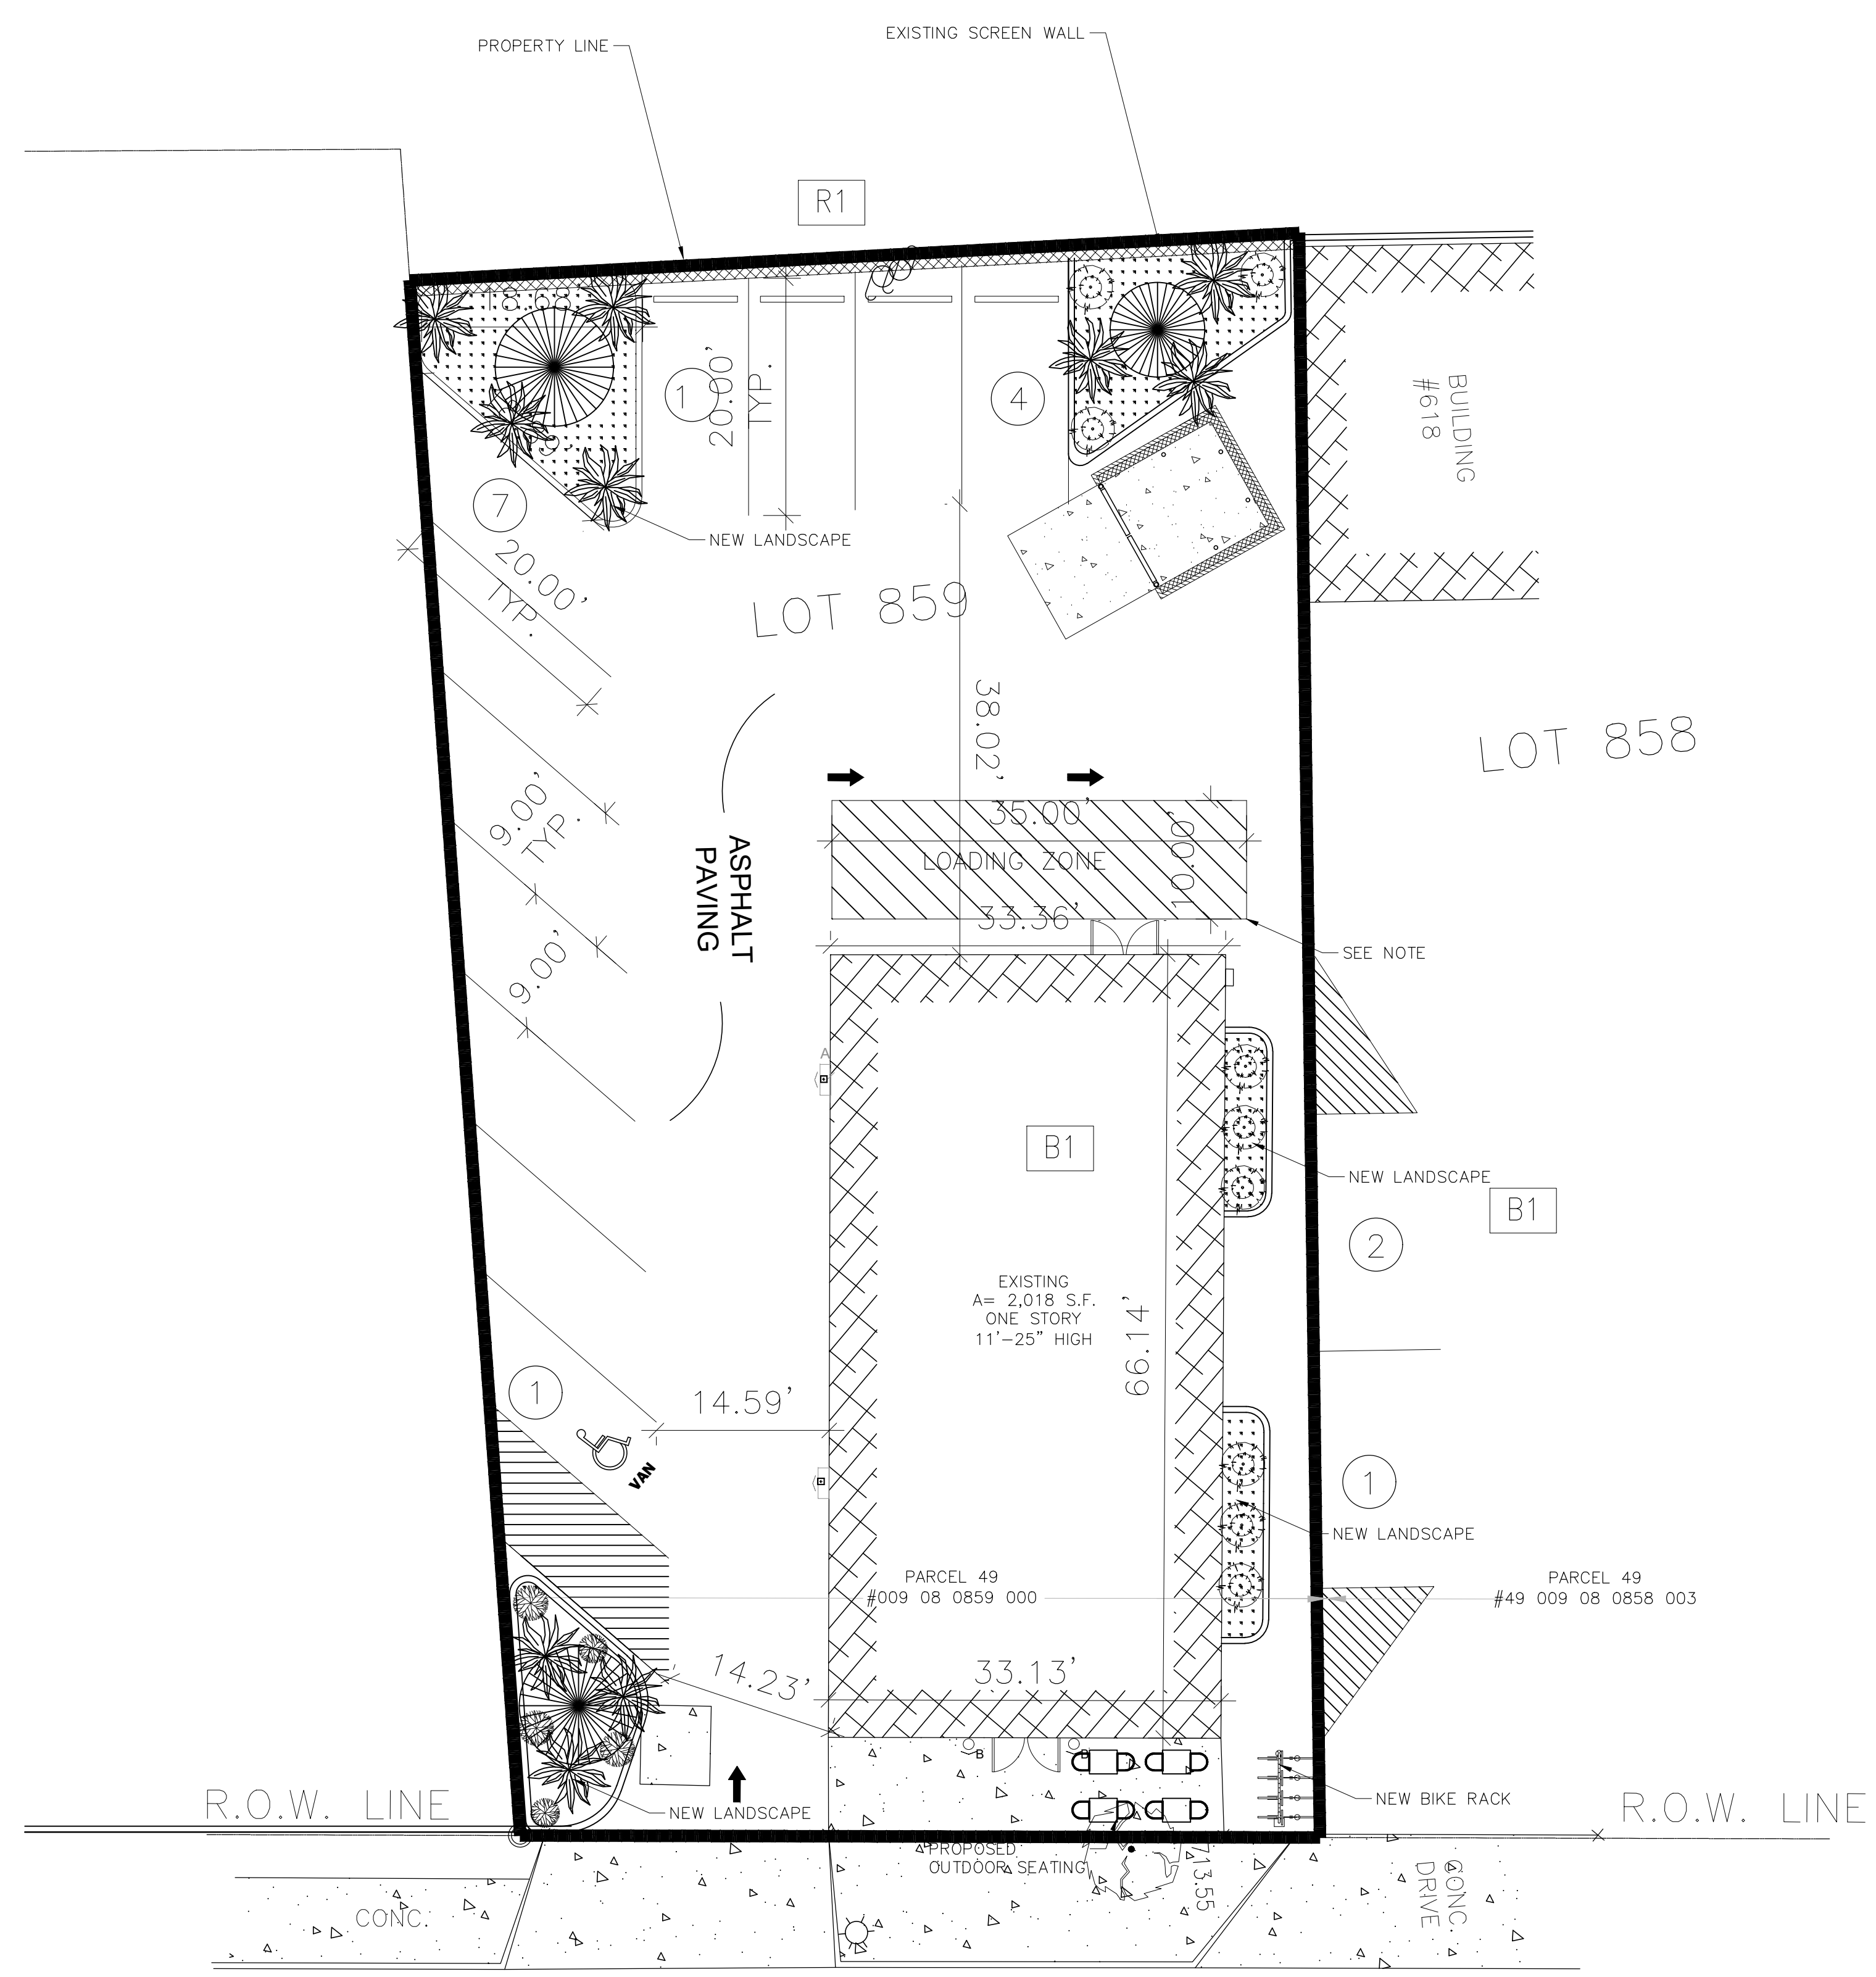 EXISTING SCREEN WALL
PROPERTY LINE
R1
8.68'
1
20.00'
TYP.
4
BUILDING
#618
7
NEW LANDSCAPE
20.00'
TYP.
LOT 859
38.02'
LOT 858
9.00'
TYP.
35.00'
LOADING ZONE
10.00'
33.36'
ASPHALT
PAVING
SEE NOTE
9.00'
A
B1
NEW LANDSCAPE
B1
2
EXISTING
A= 2,018 S.F.
ONE STORY
11'-25" HIGH
66.14'
1
14.59'
VAN
1
NEW LANDSCAPE
PARCEL 49
#009 08 0859 000
PARCEL 49
#49 009 08 0858 003
14.23'
33.13'
B
B
NEW BIKE RACK
R.O.W. LINE
NEW LANDSCAPE
R.O.W. LINE
PROPOSED
OUTDOOR SEATING
13.55
CONC.
CONC.
DRIVE